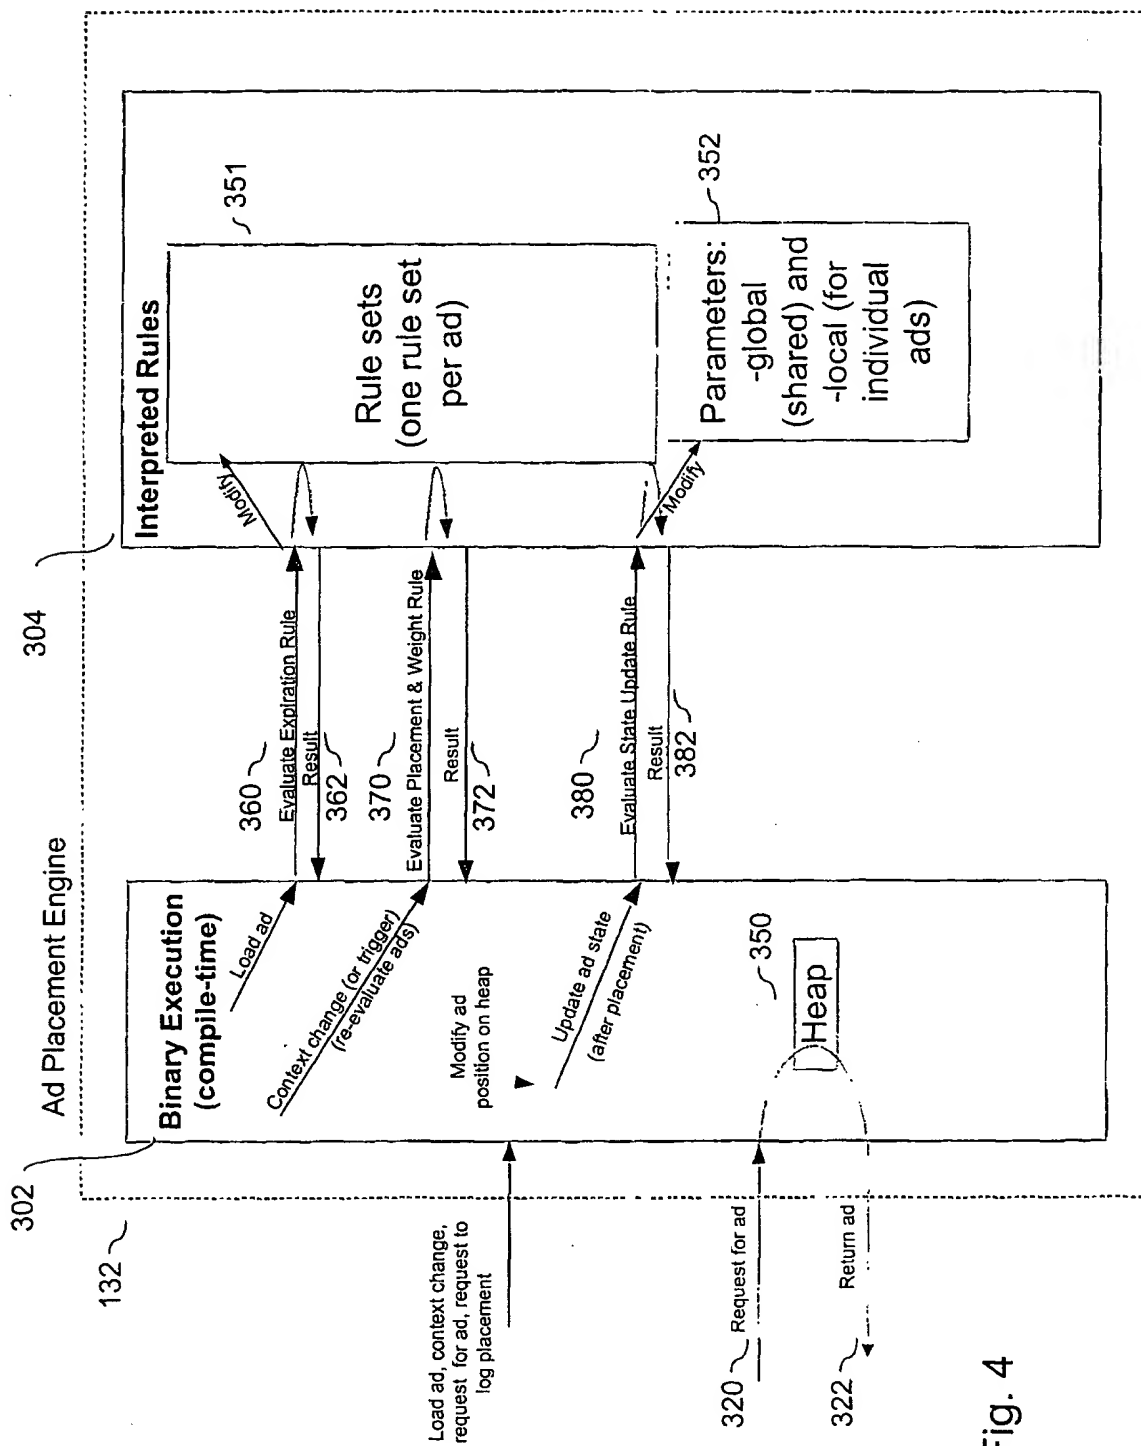 Ad Placement Engine
132
302
304
Binary Execution
(compile-time)
Load ad
Context change (or trigger)
(re-evaluate ads)
Modify ad
position on heap
Update ad state
(after placement)
350
Heap
Load ad, context change,
request for ad, request to
log placement
320
Request for ad
322
Return ad
360
Evaluate Expiration Rule
Result
362
370
Evaluate Placement & Weight Rule
Result
372
380
Evaluate State Update Rule
Result
382
Interpreted Rules
Modify
351
Rule sets
(one rule set
per ad)
Modify
352
Parameters:
-global
(shared) and
-local (for
individual
ads)
Fig. 4